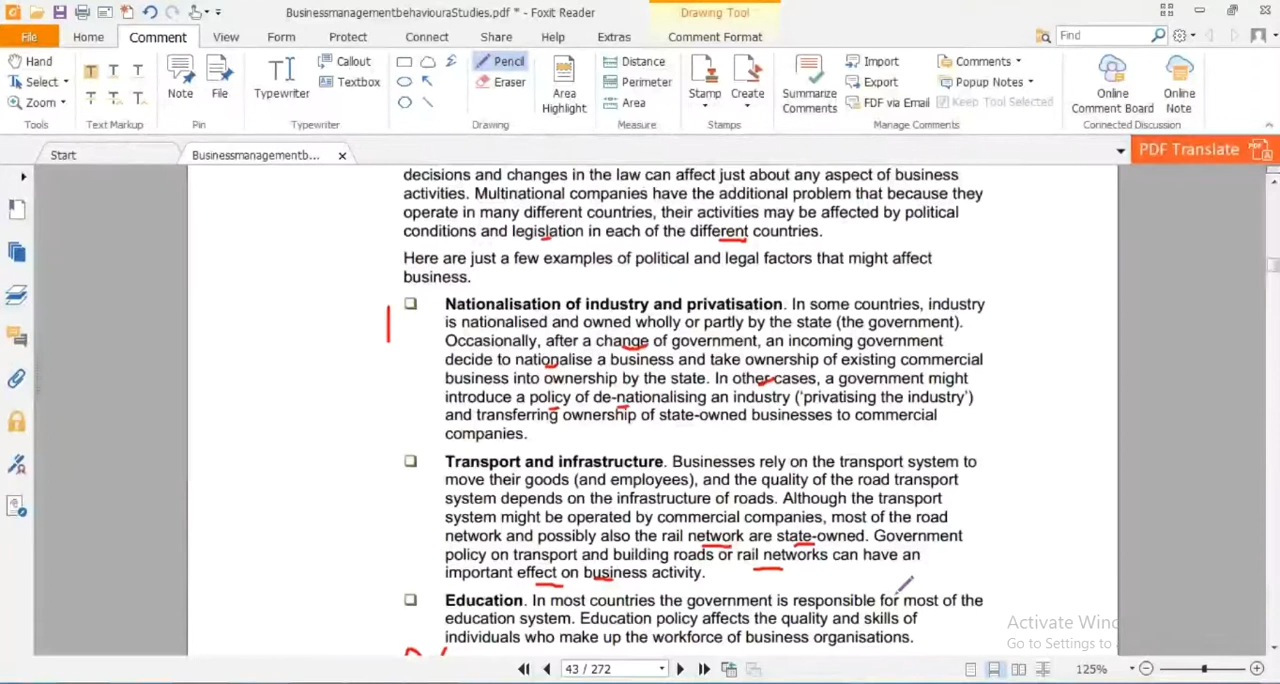 BusinessmanagementbehaviouraStudies.pdf * - Foxit Reader
Drawing Tool
File Home Comment View Form Protect Connect Share Help Extras Comment Format Find
Hand
Select
Zoom
Tools
Text Markup
Note
File
Pin
Typewriter
Callout
Textbox
Typewriter
Pencil
Eraser
Drawing
Area Highlight
Distance
Perimeter
Area
Measure
Stamp
Create
Stamps
Summarize Comments
Import
Export
FDF via Email
Comments
Popup Notes
Keep Tool Selected
Manage Comments
Online Comment Board
Online Note
Connected Discussion
Start
Businessmanagementb...
PDF Translate
decisions and changes in the law can affect just about any aspect of business
activities. Multinational companies have the additional problem that because they
operate in many different countries, their activities may be affected by political
conditions and legislation in each of the different countries.
Here are just a few examples of political and legal factors that might affect
business.
Nationalisation of industry and privatisation. In some countries, industry
is nationalised and owned wholly or partly by the state (the government).
Occasionally, after a change of government, an incoming government
decide to nationalise a business and take ownership of existing commercial
business into ownership by the state. In other cases, a government might
introduce a policy of de-nationalising an industry (‘privatising the industry’)
and transferring ownership of state-owned businesses to commercial
companies.
Transport and infrastructure. Businesses rely on the transport system to
move their goods (and employees), and the quality of the road transport
system depends on the infrastructure of roads. Although the transport
system might be operated by commercial companies, most of the road
network and possibly also the rail network are state-owned. Government
policy on transport and building roads or rail networks can have an
important effect on business activity.
Education. In most countries the government is responsible for most of the
education system. Education policy affects the quality and skills of
individuals who make up the workforce of business organisations.
Activate Winc
Go to Settings to
43 / 272
125%